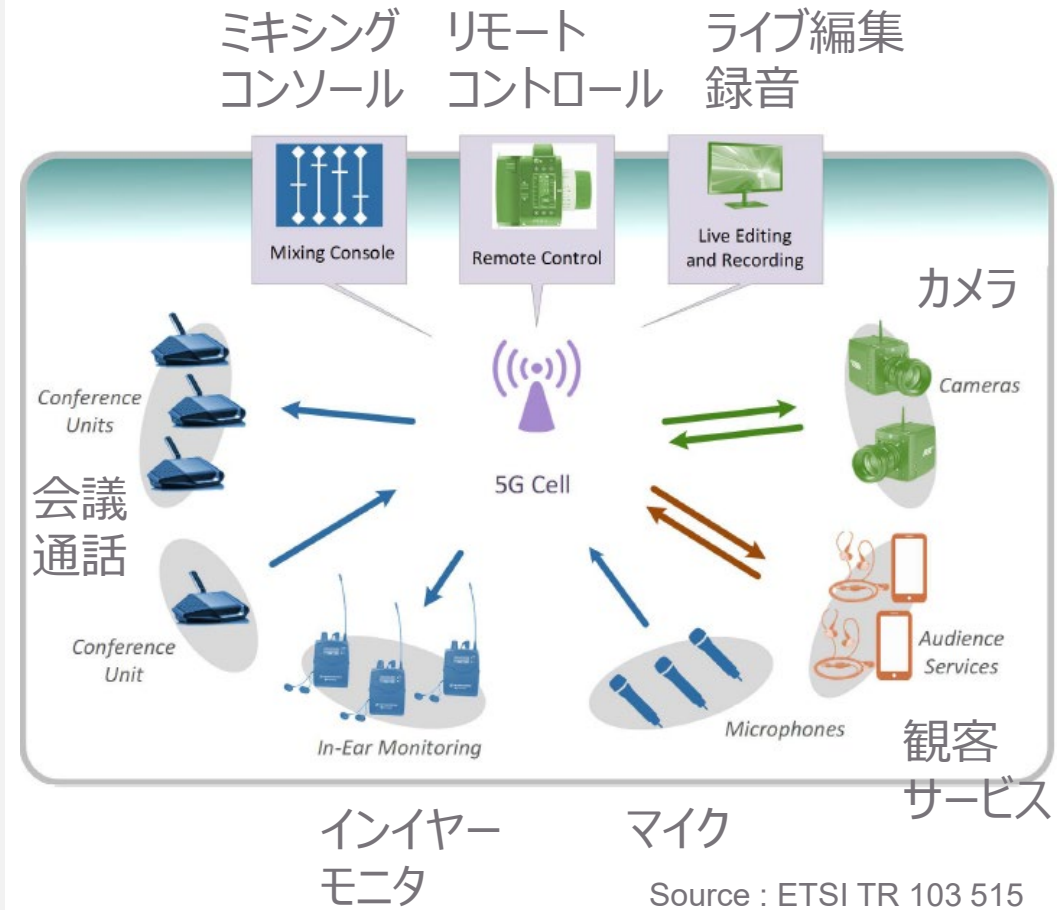 ミキシング
コンソール
リモート
コントロール
ライブ編集
録音
Mixing Console
Remote Control
Live Editing
and Recording
カメラ
Conference
Units
Cameras
5G Cell
会議
通話
Conference
Unit
Audience
Services
In-Ear Monitoring
Microphones
観客
サービス
インイヤー
モニタ
マイク
Source : ETSI TR 103 515